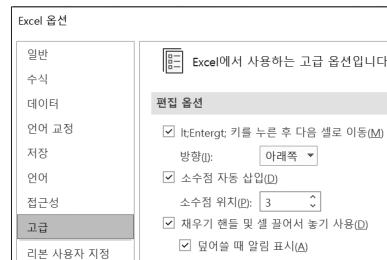 Excel 옵션
일반
수식
데이터
언어 교정
저장
언어
접근성
고급
리본 사용자 지정
Excel에서 사용하는 고급 옵션입니다
편집 옵션
lt;Entergt; 키를 누른 후 다음 셀로 이동(M)
방향(I): 아래쪽
소수점 자동 삽입(D)
소수점 위치(P): 3
채우기 핸들 및 셀 끌어서 놓기 사용(D)
덮어쓸 때 알림 표시(A)